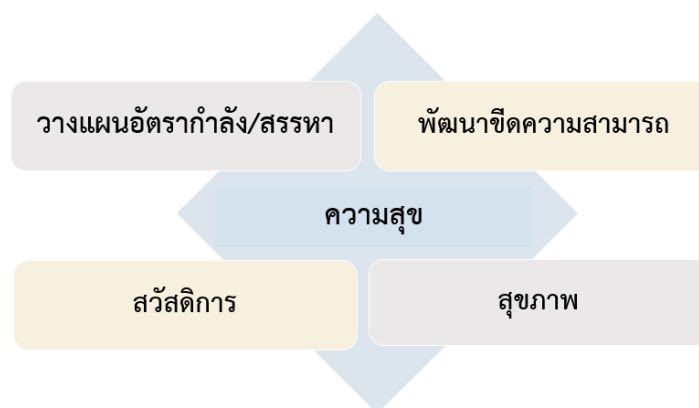 วางแผนอัตรากำลัง/สรรหา
พัฒนาขีดความสามารถ
ความสุข
สวัสดิการ
สุขภาพ